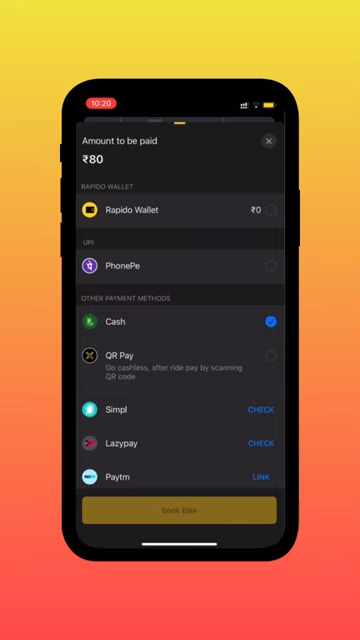 10:20
Amount to be paid
₹80
RAPIDO WALLET
Rapido Wallet ₹0
UPI
PhonePe
OTHER PAYMENT METHODS
Cash
QR Pay
Go cashless, after ride pay by scanning
QR code
Simpl CHECK
Lazypay CHECK
Paytm LINK
Book Bike